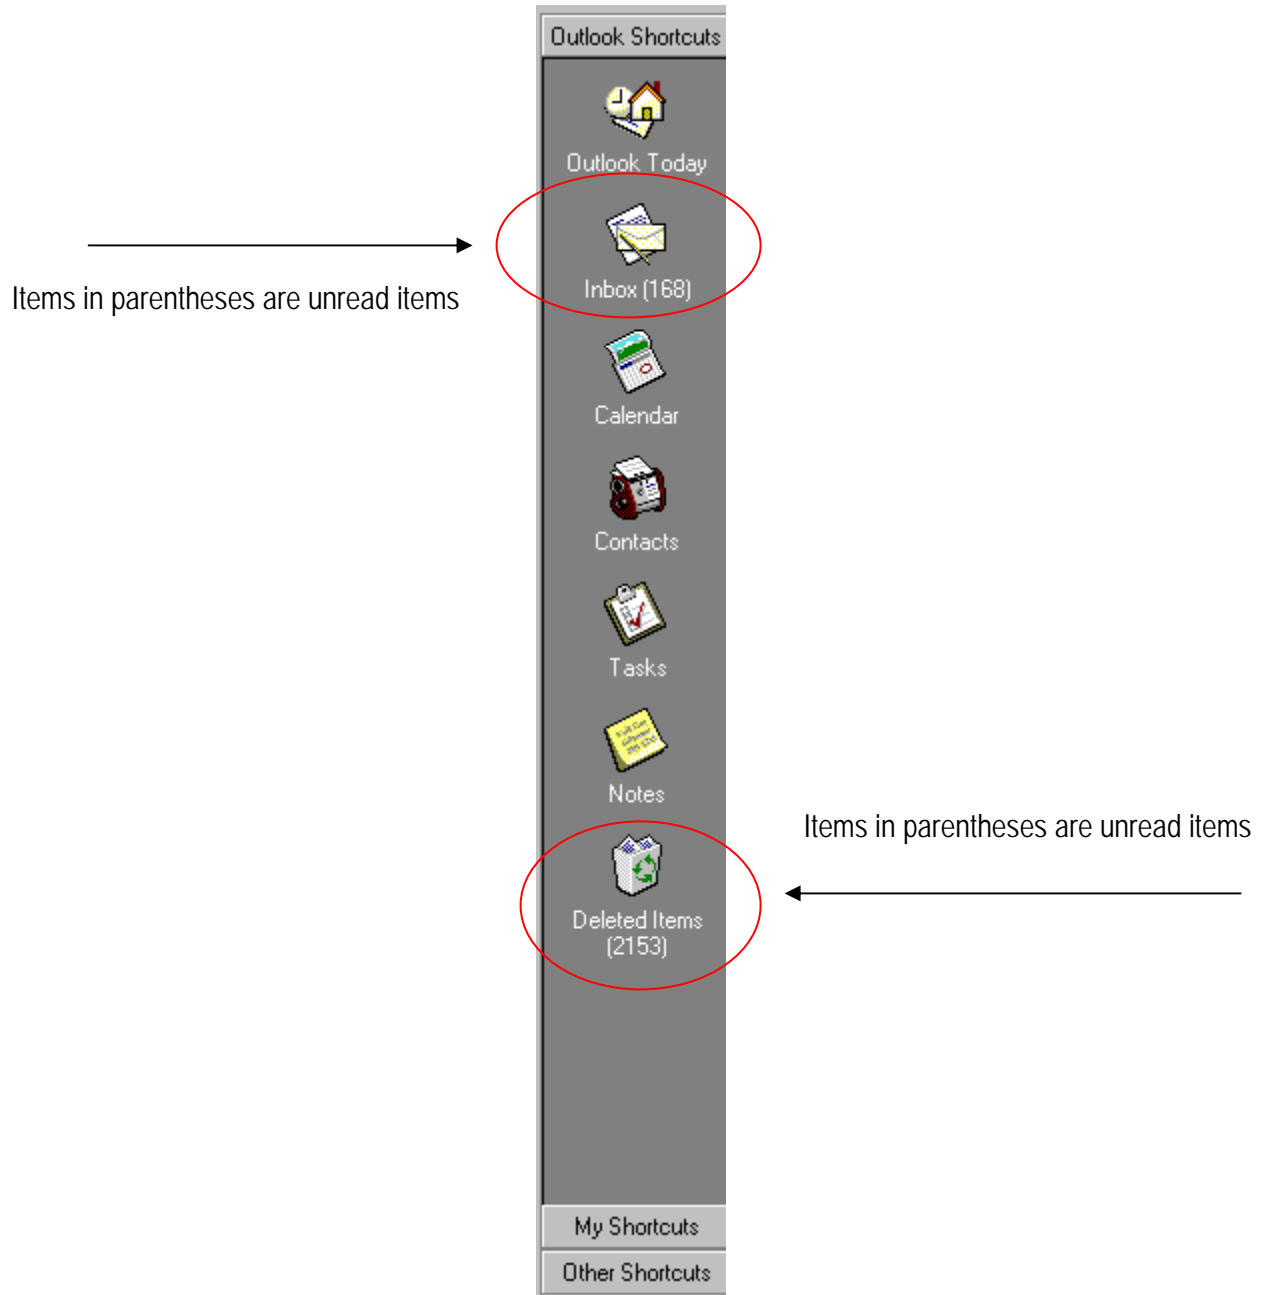 Outlook Shortcuts
Outlook Today
Inbox (168)
Items in parentheses are unread items
Calendar
Contacts
Tasks
Notes
Items in parentheses are unread items
Deleted Items
(2153)
My Shortcuts
Other Shortcuts